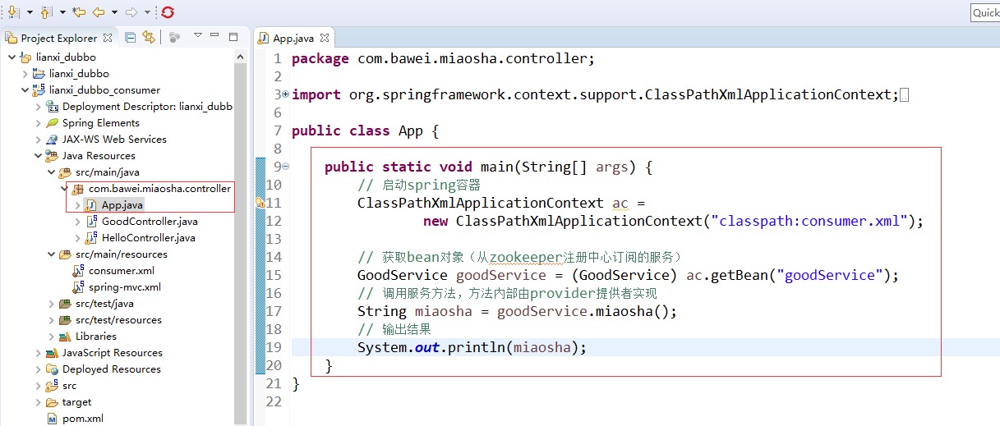 Quick
Project Explorer
lianxi_dubbo
lianxi_dubbo
lianxi_dubbo_consumer
Deployment Descriptor: lianxi_dubb
Spring Elements
JAX-WS Web Services
Java Resources
src/main/java
com.bawei.miaosha.controller
App.java
GoodController.java
HelloController.java
src/main/resources
consumer.xml
spring-mvc.xml
src/test/java
src/test/resources
Libraries
JavaScript Resources
Deployed Resources
src
target
pom.xml
App.java
1 package com.bawei.miaosha.controller;
2
3 import org.springframework.context.support.ClassPathXmlApplicationContext;
6
7 public class App {
8
9 public static void main(String[] args) {
10 // 启动spring容器
11 ClassPathXmlApplicationContext ac =
12 new ClassPathXmlApplicationContext("classpath:consumer.xml");
13
14 // 获取bean对象（从zookeeper注册中心订阅的服务）
15 GoodService goodService = (GoodService) ac.getBean("goodService");
16 // 调用服务方法，方法内部由provider提供者实现
17 String miaosha = goodService.miaosha();
18 // 输出结果
19 System.out.println(miaosha);
20 }
21 }
22